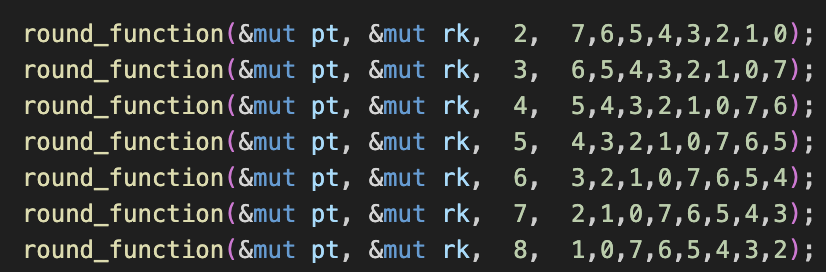 round_function(&mut pt, &mut rk,  2,  7,6,5,4,3,2,1,0);
round_function(&mut pt, &mut rk,  3,  6,5,4,3,2,1,0,7);
round_function(&mut pt, &mut rk,  4,  5,4,3,2,1,0,7,6);
round_function(&mut pt, &mut rk,  5,  4,3,2,1,0,7,6,5);
round_function(&mut pt, &mut rk,  6,  3,2,1,0,7,6,5,4);
round_function(&mut pt, &mut rk,  7,  2,1,0,7,6,5,4,3);
round_function(&mut pt, &mut rk,  8,  1,0,7,6,5,4,3,2);